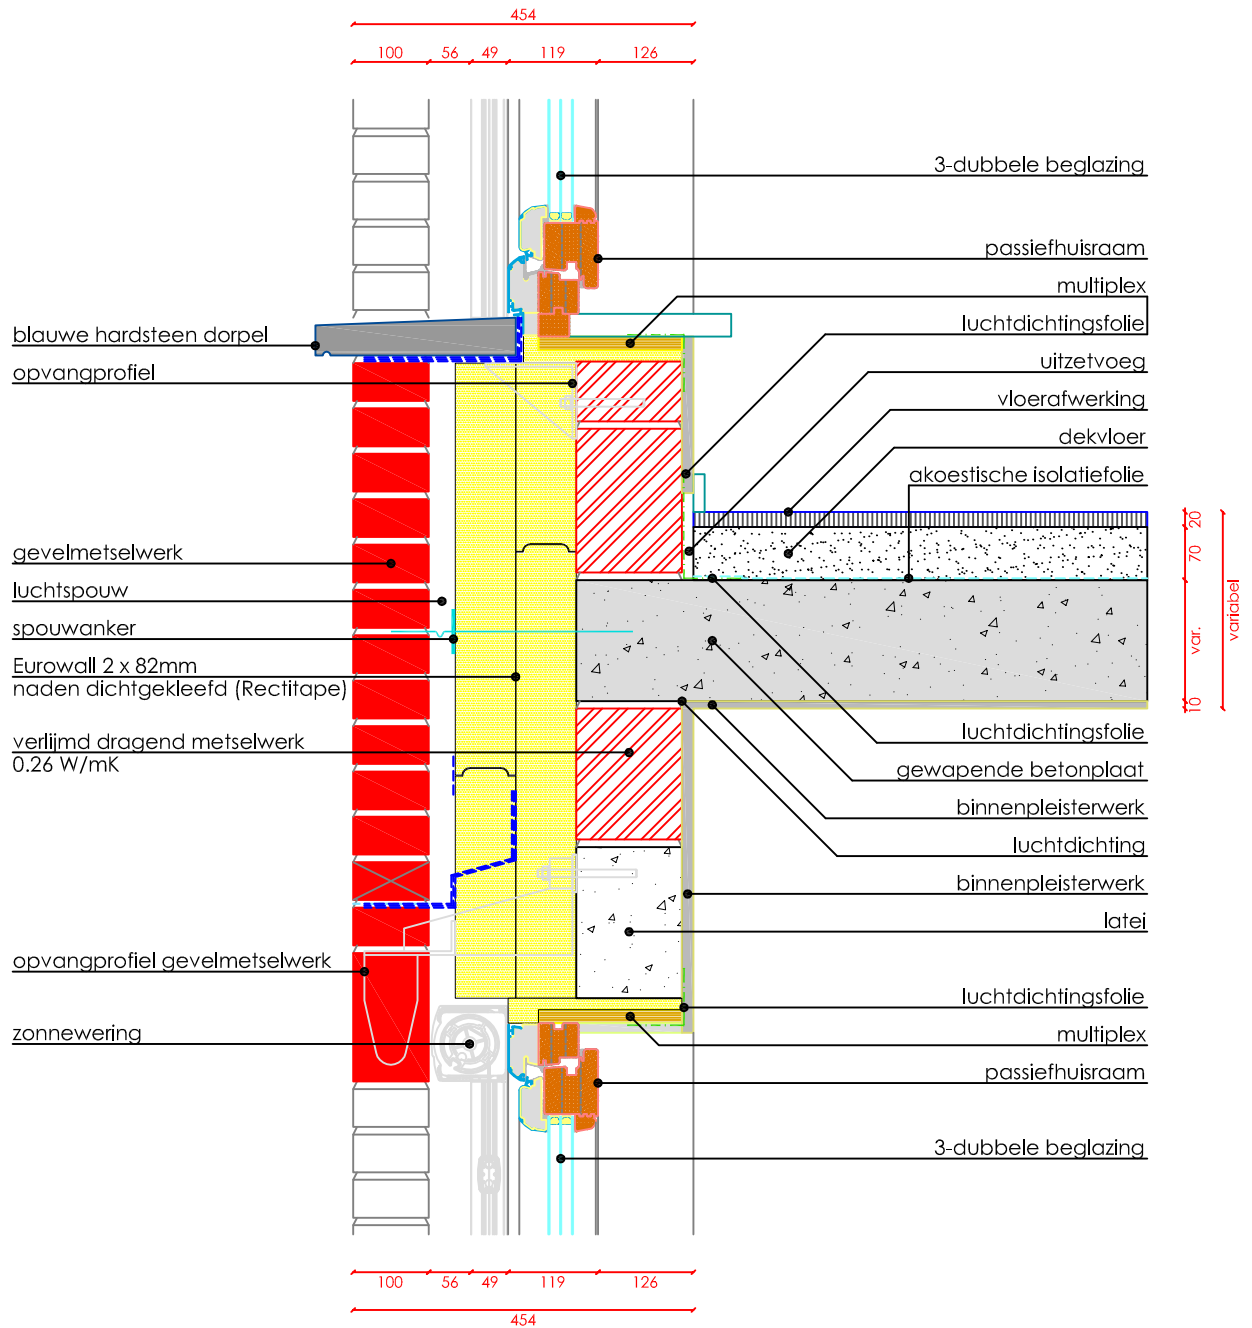 454
100 56 49 119 126
3-dubbele beglazing
passiefhuisraam
multiplex
luchtdichtingsfolie
uitzetvoeg
vloerafwerking
dekvloer
akoestische isolatiefolie
blauwe hardsteen dorpel
opvangprofiel
gevelmetselwerk
luchtspouw
spouwanker
Eurowall 2 x 82mm
naden dichtgekleefd (Rectitape)
verlijmd dragend metselwerk
0.26 W/mK
opvangprofiel gevelmetselwerk
zonnewering
20
70
var.
10
variabel
luchtdichtingsfolie
gewapende betonplaat
binnenpleisterwerk
luchtdichting
binnenpleisterwerk
latei
luchtdichtingsfolie
multiplex
passiefhuisraam
3-dubbele beglazing
100 56 49 119 126
454